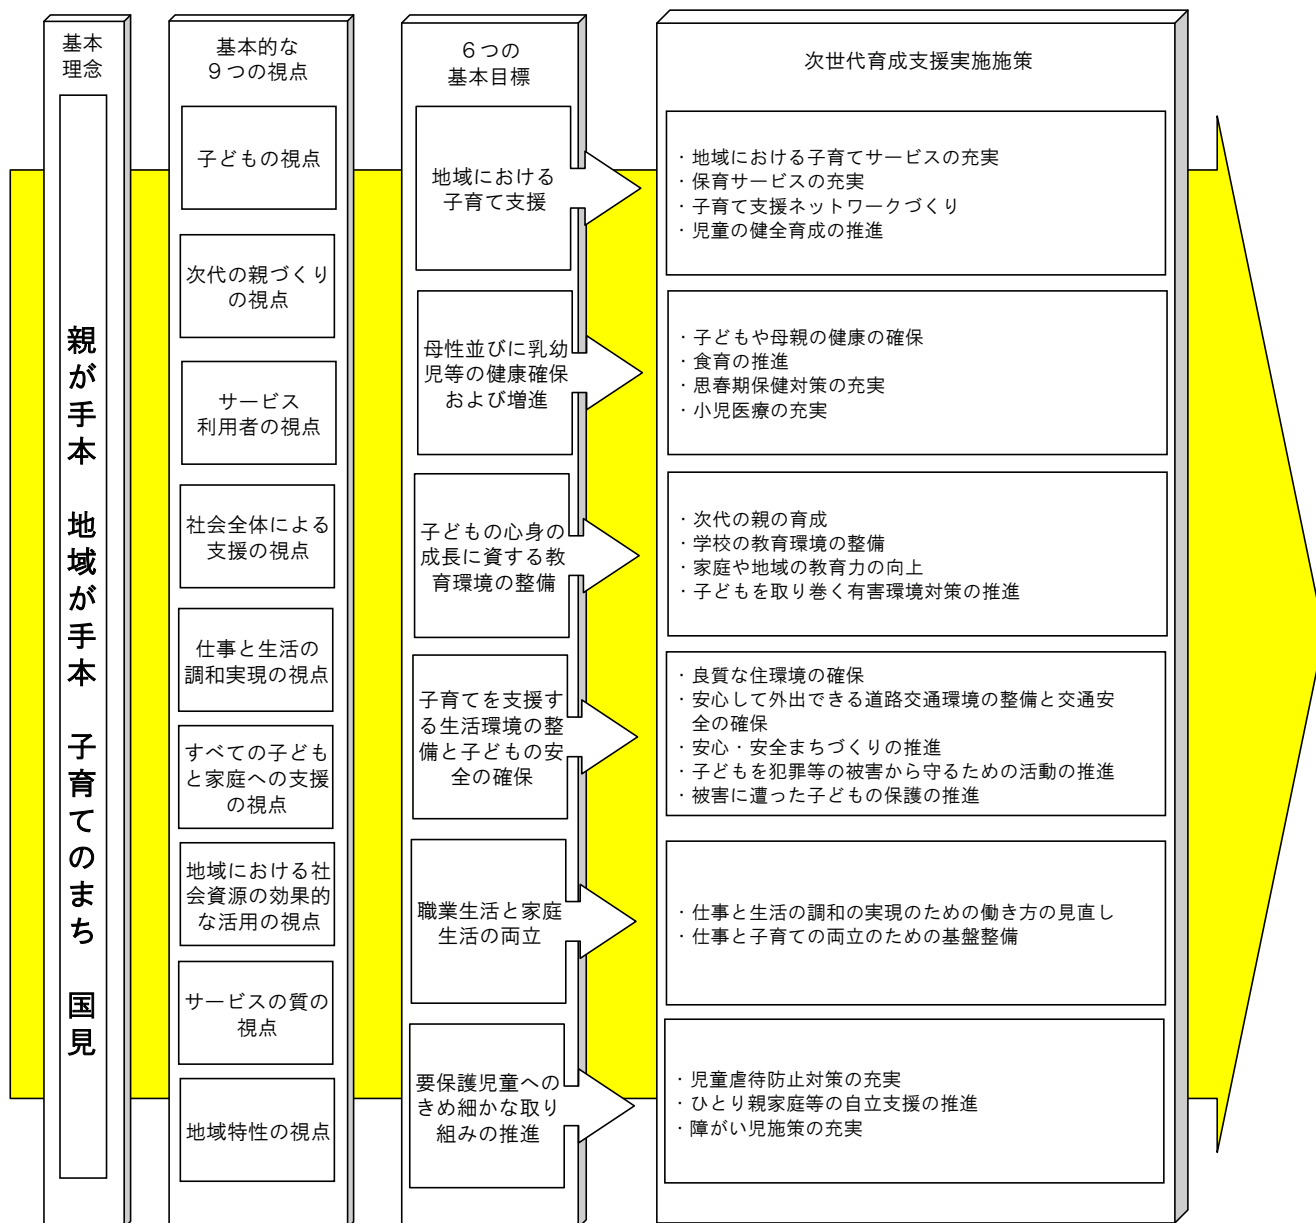 基本
理念
親が手本　地域が手本　子育てのまち　国見
基本的な
９つの視点
子どもの視点
次代の親づくり
の視点
サービス
利用者の視点
社会全体による
支援の視点
仕事と生活の
調和実現の視点
すべての子ども
と家庭への支援
の視点
地域における社
会資源の効果的
な活用の視点
サービスの質の
視点
地域特性の視点
６つの
基本目標
地域における
子育て支援
母性並びに乳幼
児等の健康確保
および増進
子どもの心身の
成長に資する教
育環境の整備
子育てを支援す
る生活環境の整
備と子どもの安
全の確保
職業生活と家庭
生活の両立
要保護児童への
きめ細かな取り
組みの推進
次世代育成支援実施施策
・地域における子育てサービスの充実
・保育サービスの充実
・子育て支援ネットワークづくり
・児童の健全育成の推進
・子どもや母親の健康の確保
・食育の推進
・思春期保健対策の充実
・小児医療の充実
・次代の親の育成
・学校の教育環境の整備
・家庭や地域の教育力の向上
・子どもを取り巻く有害環境対策の推進
・良質な住環境の確保
・安心して外出できる道路交通環境の整備と交通安
全の確保
・安心・安全まちづくりの推進
・子どもを犯罪等の被害から守るための活動の推進
・被害に遭った子どもの保護の推進
・仕事と生活の調和の実現のための働き方の見直し
・仕事と子育ての両立のための基盤整備
・児童虐待防止対策の充実
・ひとり親家庭等の自立支援の推進
・障がい児施策の充実